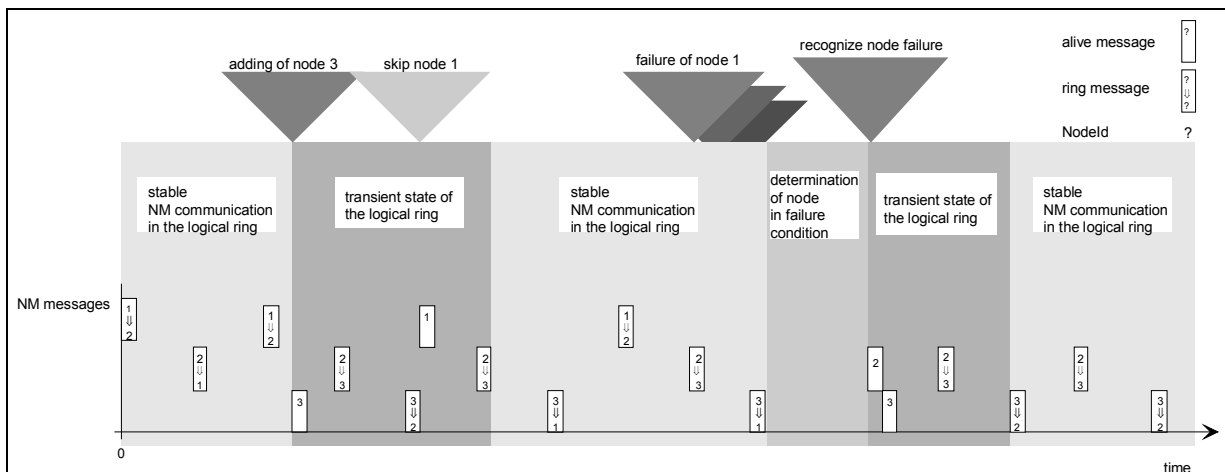 adding of node 3
skip node 1
failure of node 1
recognize node failure
alive message
?
ring message
?
⇓
?
NodeId
?
stable
NM communication
in the logical ring
transient state of
the logical ring
stable
NM communication
in the logical ring
determination
of node
in failure
condition
transient state of
the logical ring
stable
NM communication
in the logical ring
NM messages
1
⇓
2
2
⇓
1
1
⇓
2
3
2
⇓
3
1
3
⇓
2
2
⇓
3
3
⇓
1
1
⇓
2
2
⇓
3
3
⇓
1
2
3
2
⇓
3
3
⇓
2
2
⇓
3
3
⇓
2
0
time